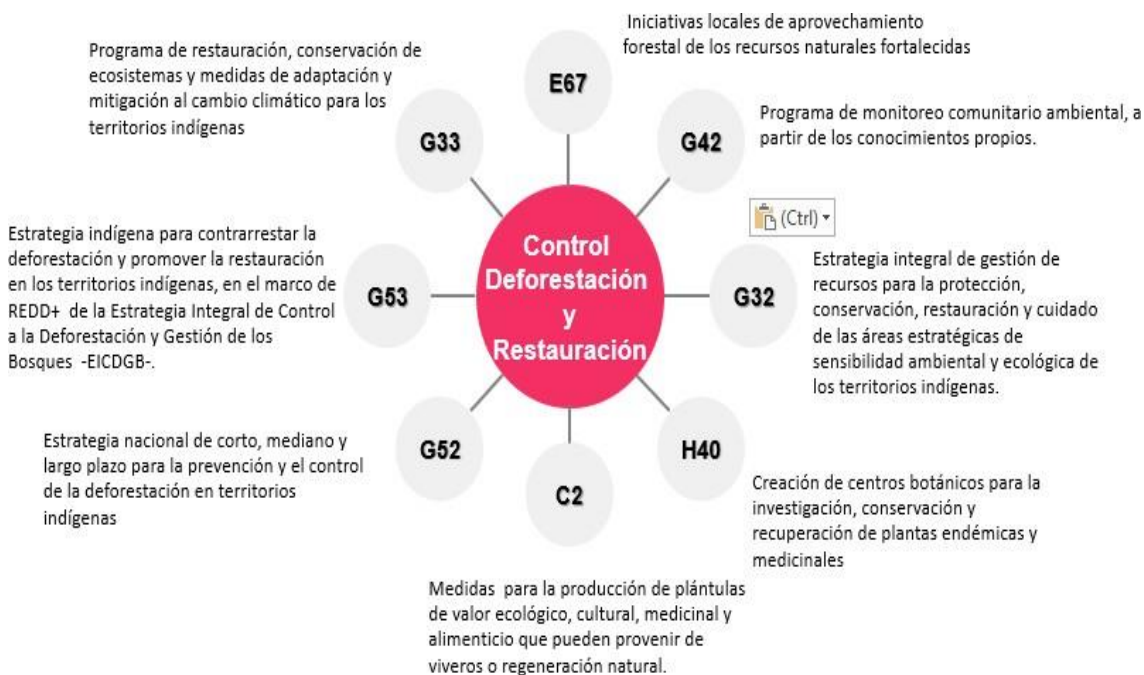 Iniciativas locales de aprovechamiento
forestal de los recursos naturales fortalecidas
E67
Programa de restauración, conservación de
ecosistemas y medidas de adaptación y
mitigación al cambio climático para los
territorios indígenas
G33
G42
Programa de monitoreo comunitario ambiental, a
partir de los conocimientos propios.
(Ctrl)
Control
Deforestación
y
Restauración
Estrategia indígena para contrarrestar la
deforestación y promover la restauración
en los territorios indígenas, en el marco de
REDD+ de la Estrategia Integral de Control
a la Deforestación y Gestión de los
Bosques -EICDGB-.
G53
G32
Estrategia integral de gestión de
recursos para la protección,
conservación, restauración y cuidado
de las áreas estratégicas de
sensibilidad ambiental y ecológica de
los territorios indígenas.
Estrategia nacional de corto, mediano y
largo plazo para la prevención y el control
de la deforestación en territorios
indígenas
G52
C2
H40
Creación de centros botánicos para la
investigación, conservación y
recuperación de plantas endémicas y
medicinales
Medidas para la producción de plántulas
de valor ecológico, cultural, medicinal y
alimenticio que pueden provenir de
viveros o regeneración natural.